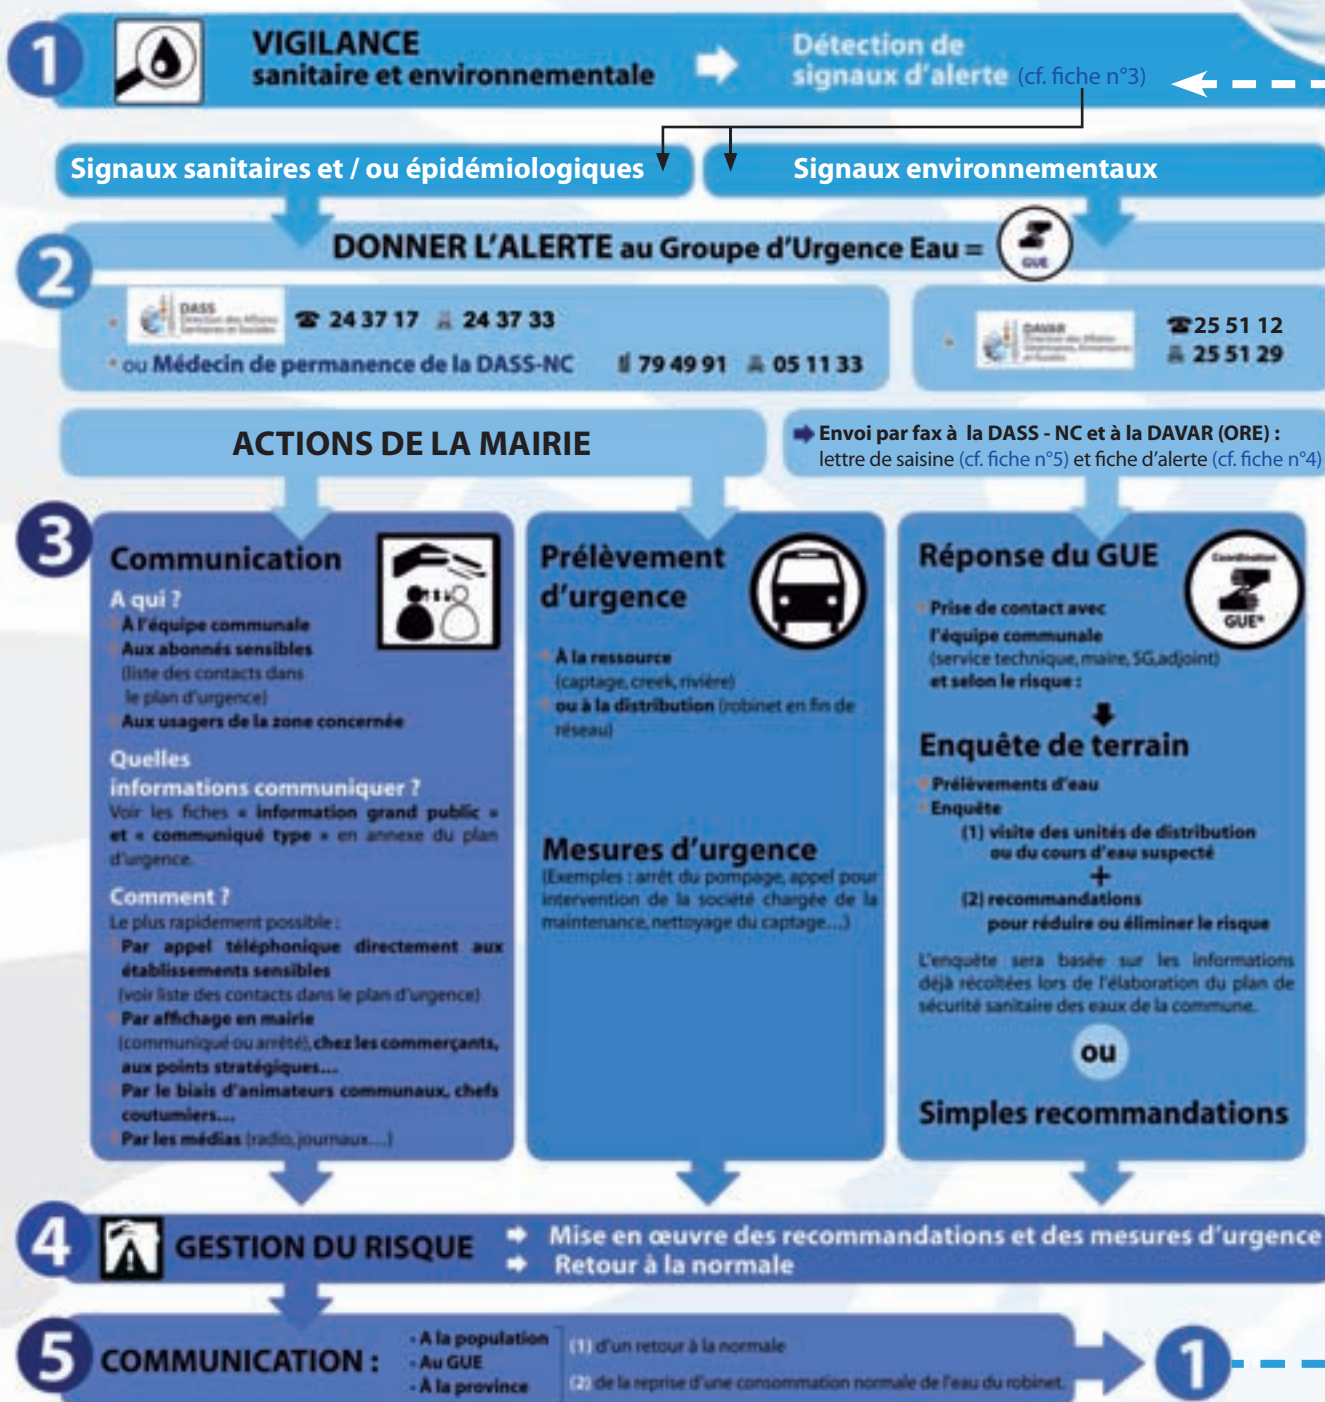 1
VIGILANCE
sanitaire et environnementale
Détection de
signaux d'alerte (cf. fiche n°3)
Signaux sanitaires et / ou épidémiologiques
Signaux environnementaux
2
DONNER L'ALERTE au Groupe d'Urgence Eau =
GUE
DASS
Direction des Affaires
Sanitaires et Sociales
24 37 17 24 37 33
ou Médecin de permanence de la DASS-NC 79 49 91 05 11 33
DAVAR
Direction des Affaires
25 51 12
25 51 29
ACTIONS DE LA MAIRIE
Envoi par fax à la DASS - NC et à la DAVAR (ORE) :
lettre de saisine (cf. fiche n°5) et fiche d'alerte (cf. fiche n°4)
3
Communication
A qui ?
À l'équipe communale
Aux abonnés sensibles
(liste des contacts dans
le plan d'urgence)
Aux usagers de la zone concernée
Quelles
informations communiquer ?
Voir les fiches « information grand public »
et « communiqué type » en annexe du plan
d'urgence.
Comment ?
Le plus rapidement possible :
Par appel téléphonique directement aux
établissements sensibles
(voir liste des contacts dans le plan d'urgence)
Par affichage en mairie
(communiqué ou arrêté), chez les commerçants,
aux points stratégiques...
Par le biais d'animateurs communaux, chefs
coutumiers...
Par les médias (radio, journaux...)
Prélèvement
d'urgence
À la ressource
(captage, creek, rivière)
ou à la distribution (robinet en fin de
réseau)
Mesures d'urgence
(Exemples : arrêt du pompage, appel pour
intervention de la société chargée de la
maintenance, nettoyage du captage...)
Réponse du GUE
Coordination
GUE*
Prise de contact avec
l'équipe communale
(service technique, maire, SG,adjoint)
et selon le risque :
Enquête de terrain
Prélèvements d'eau
Enquête
(1) visite des unités de distribution
ou du cours d'eau suspecté
+
(2) recommandations
pour réduire ou éliminer le risque
L'enquête sera basée sur les informations
déjà récoltées lors de l'élaboration du plan de
sécurité sanitaire des eaux de la commune.
ou
Simples recommandations
4
GESTION DU RISQUE
Mise en œuvre des recommandations et des mesures d'urgence
Retour à la normale
5
COMMUNICATION :
- A la population
- Au GUE
- À la province
(1) d'un retour à la normale
(2) de la reprise d'une consommation normale de l'eau du robinet.
1